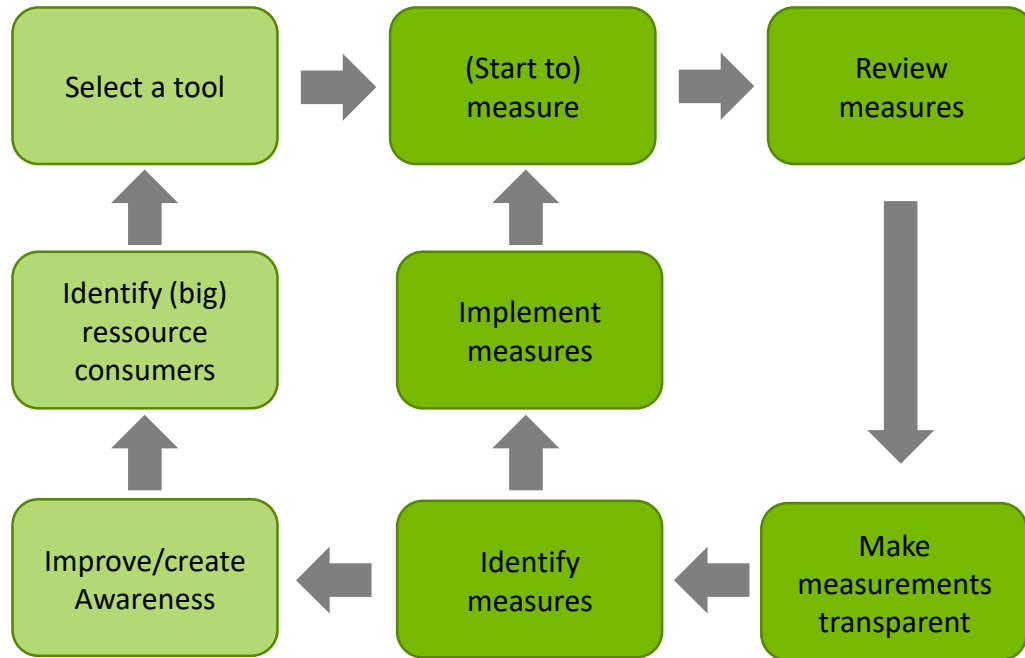 Select a tool
(Start to)
measure
Review
measures
Identify (big)
ressource
consumers
Implement
measures
Improve/create
Awareness
Identify
measures
Make
measurements
transparent